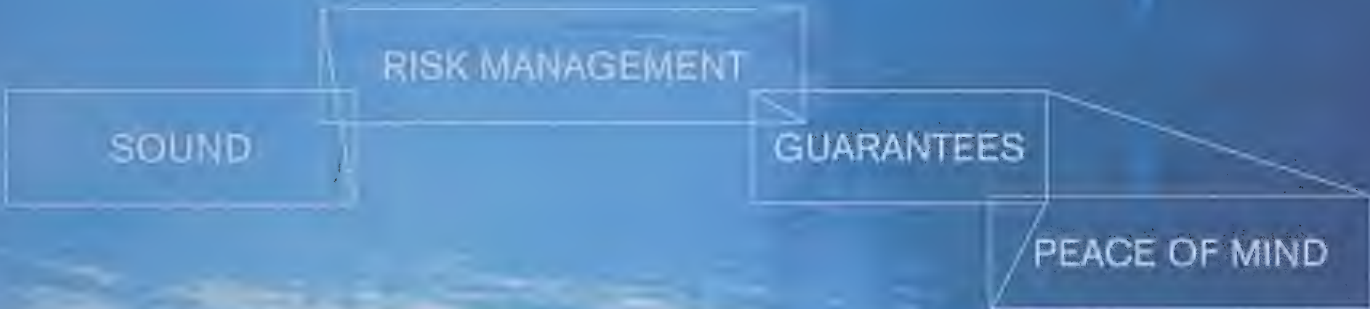 SOUND
RISK MANAGEMENT
GUARANTEES
PEACE OF MIND